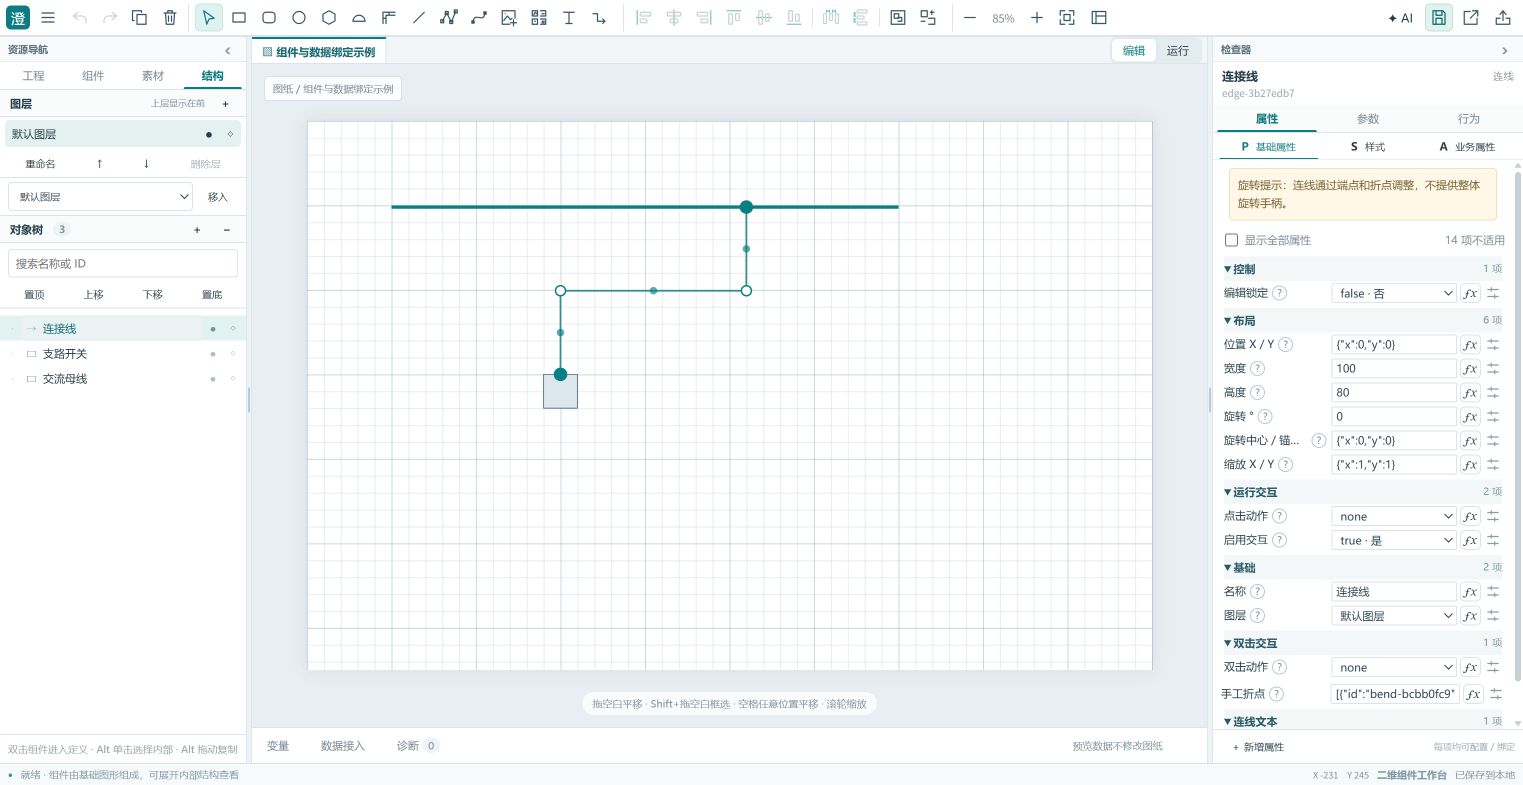 澄
85%
AI
资源导航
工程 组件 素材 结构
图层 上层显示在前 +
默认图层
重命名 ↑ ↓ 删除层
默认图层 移入
对象树 3 + −
搜索名称或 ID
置顶 上移 下移 置底
连接线
支路开关
交流母线
双击组件进入定义 · Alt 单击选择内部 · Alt 拖动复制
组件与数据绑定示例
编辑 运行
图纸 / 组件与数据绑定示例
拖空白平移 · Shift+拖空白框选 · 空格任意位置平移 · 滚轮缩放
变量 数据接入 诊断 0 预览数据不修改图纸
检查器
连接线 连线
edge-3b27edb7
属性 参数 行为
P 基础属性 S 样式 A 业务属性
旋转提示：连线通过端点和折点调整，不提供整体
旋转手柄。
显示全部属性 14 项不适用
▼控制 1 项
编辑锁定 ? false · 否 ƒx
▼布局 6 项
位置 X / Y ? {"x":0,"y":0} ƒx
宽度 ? 100 ƒx
高度 ? 80 ƒx
旋转 ° ? 0 ƒx
旋转中心 / 锚... ? {"x":0,"y":0} ƒx
缩放 X / Y ? {"x":1,"y":1} ƒx
▼运行交互 2 项
点击动作 ? none ƒx
启用交互 ? true · 是 ƒx
▼基础 2 项
名称 ? 连接线 ƒx
图层 ? 默认图层 ƒx
▼双击交互 1 项
双击动作 ? none ƒx
手工折点 ? [{"id":"bend-bcbb0fc9" ƒx
▼连线文本 1 项
+ 新增属性 每项均可配置 / 绑定
就绪 · 组件由基础图形组成，可展开内部结构查看
X -231 Y 245 二维组件工作台 已保存到本地